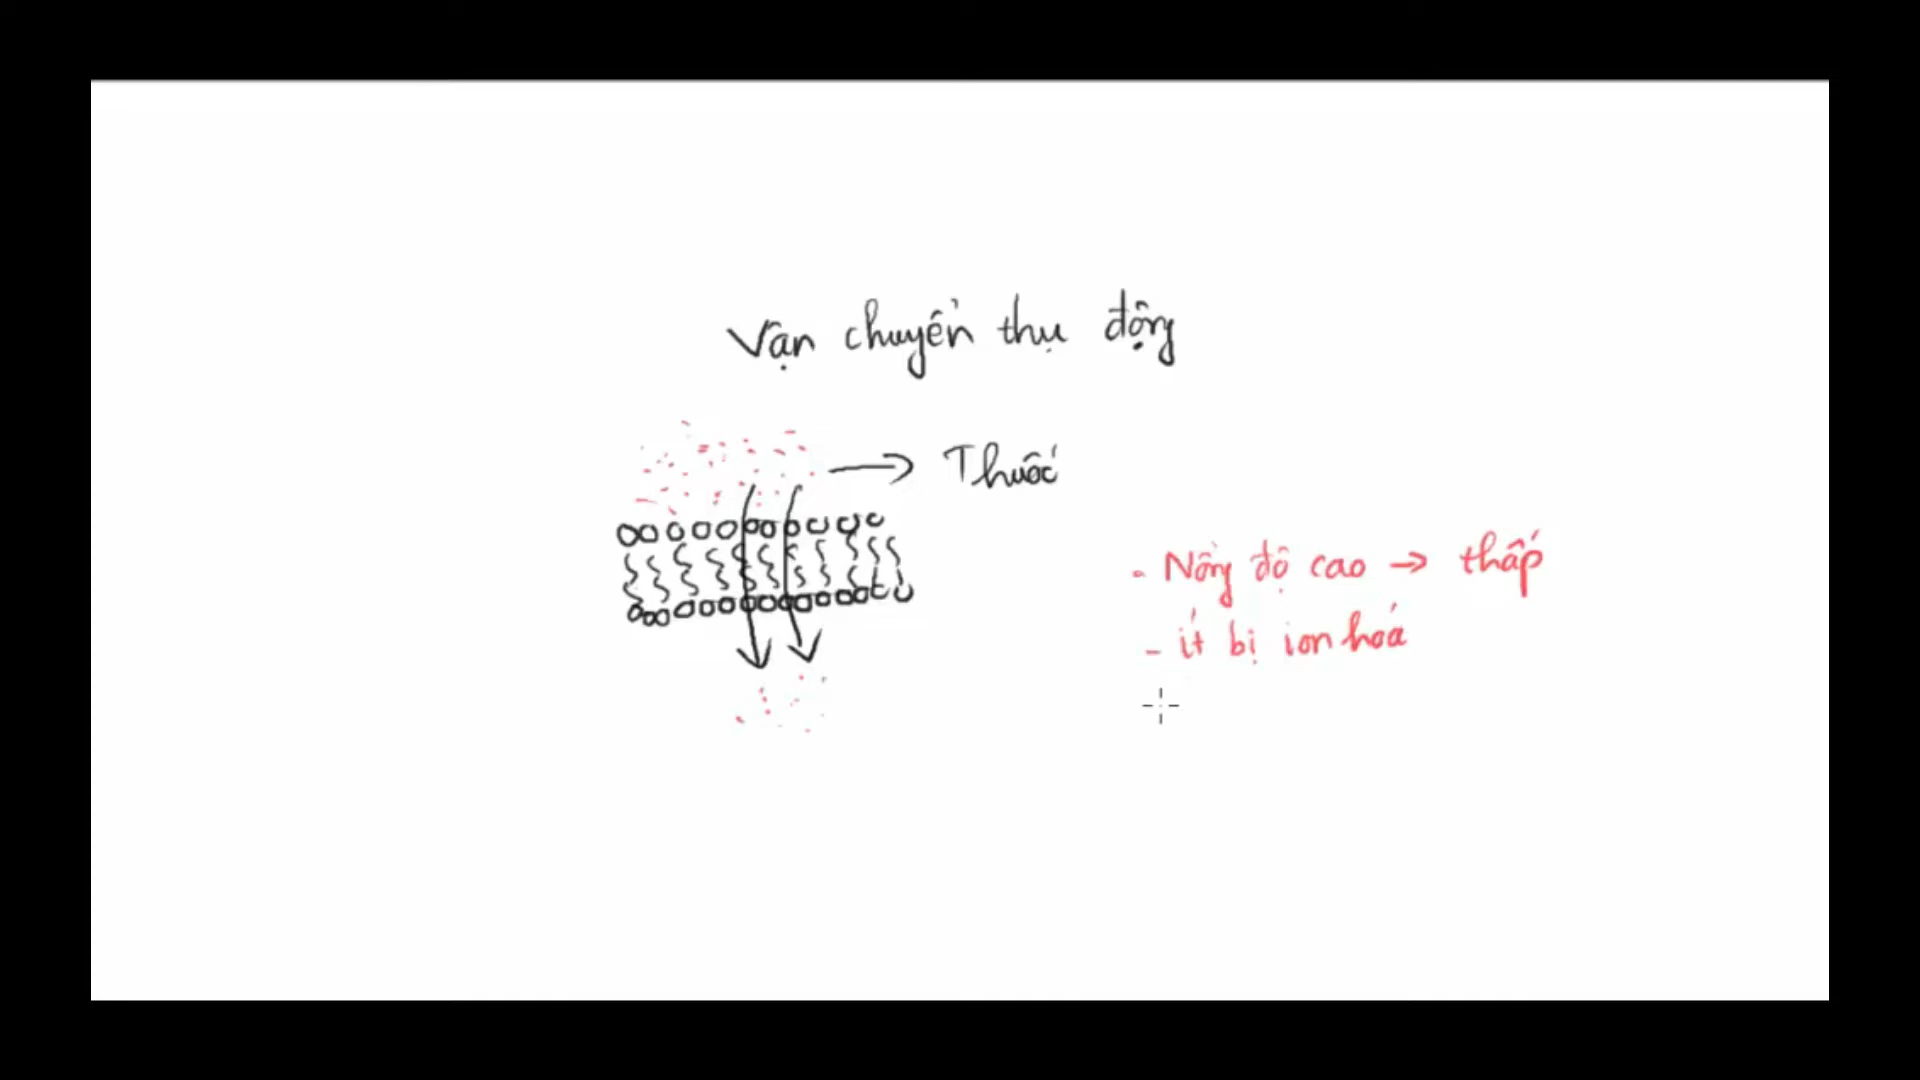 Vận chuyển thụ động
→ Thuốc
- Nồng độ cao → thấp
- ít bị ion hoá